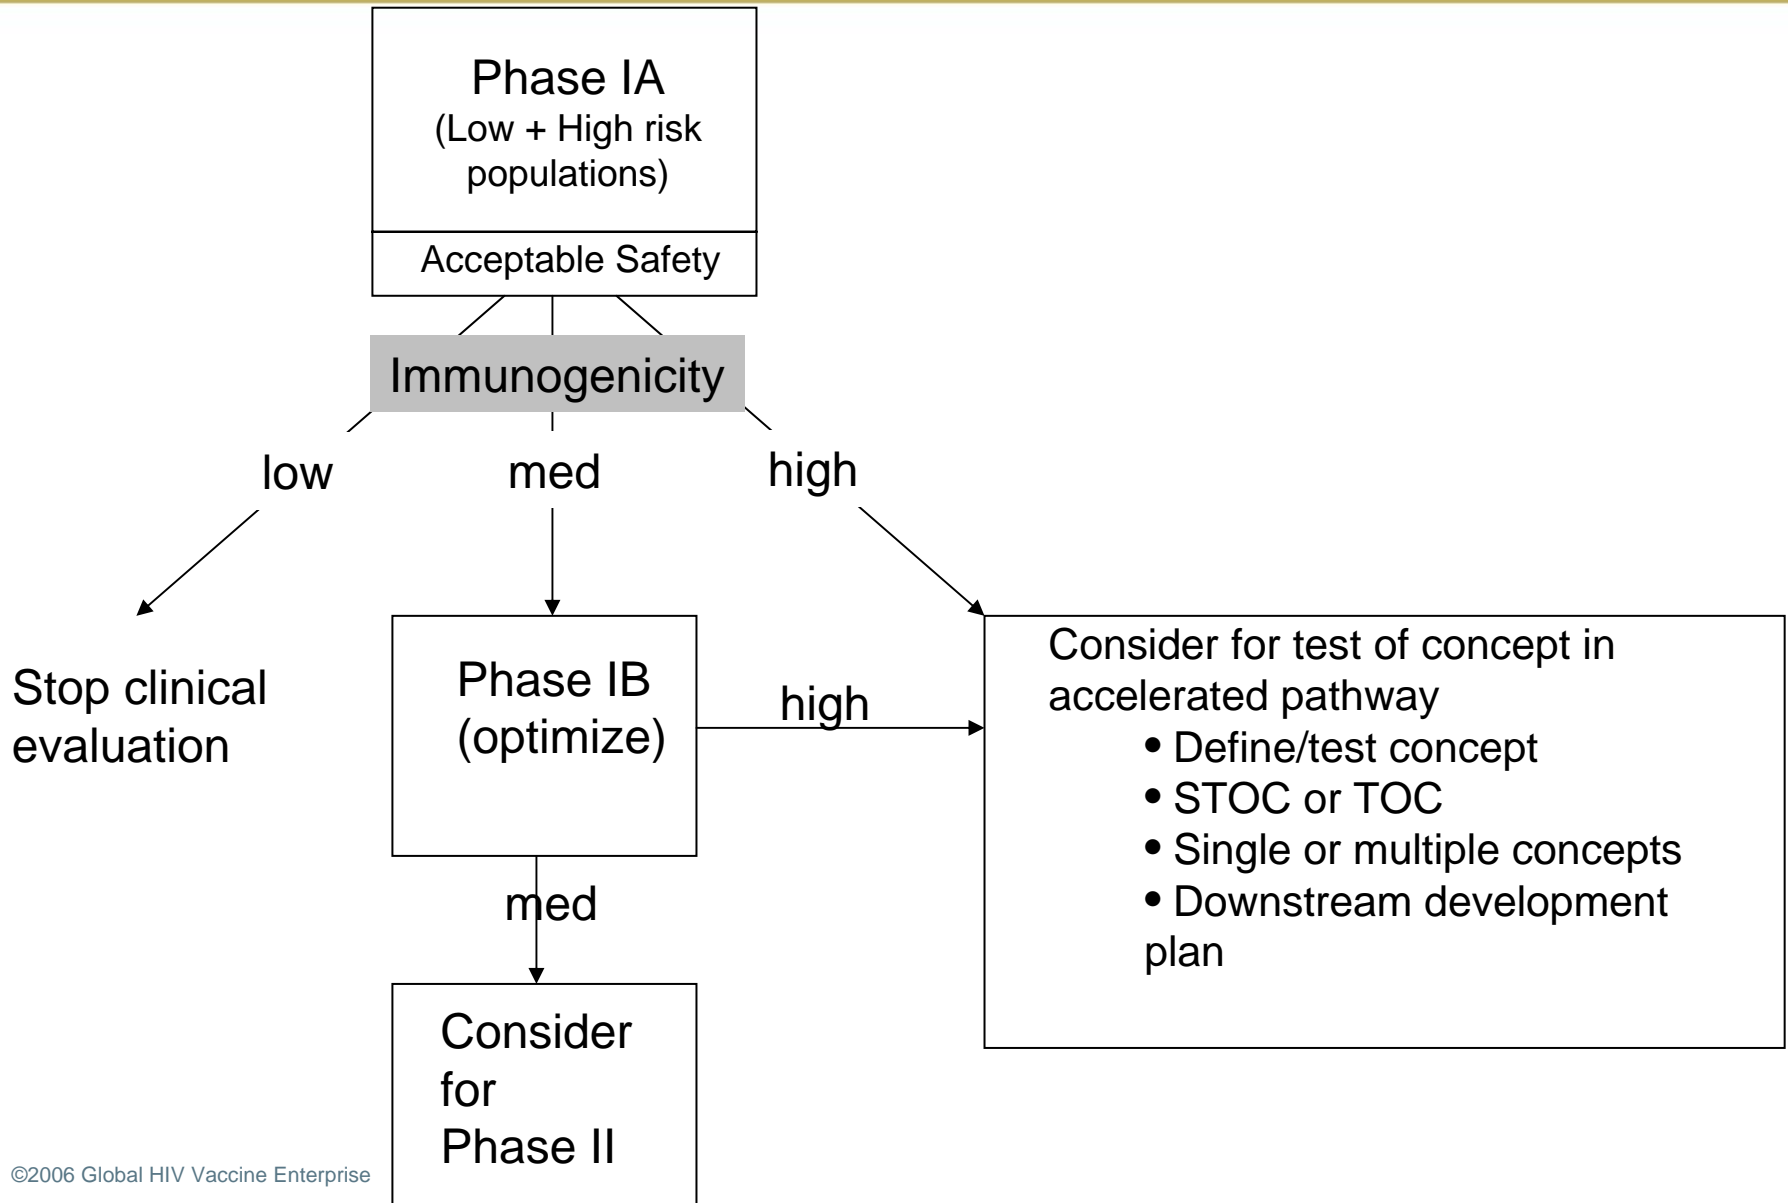 Phase IA
(Low + High risk
populations)
Acceptable Safety
Immunogenicity
low
med
high
Stop clinical
evaluation
Phase IB
(optimize)
high
Consider for test of concept in
accelerated pathway
• Define/test concept
• STOC or TOC
• Single or multiple concepts
• Downstream development
plan
med
Consider
for
Phase II
©2006 Global HIV Vaccine Enterprise